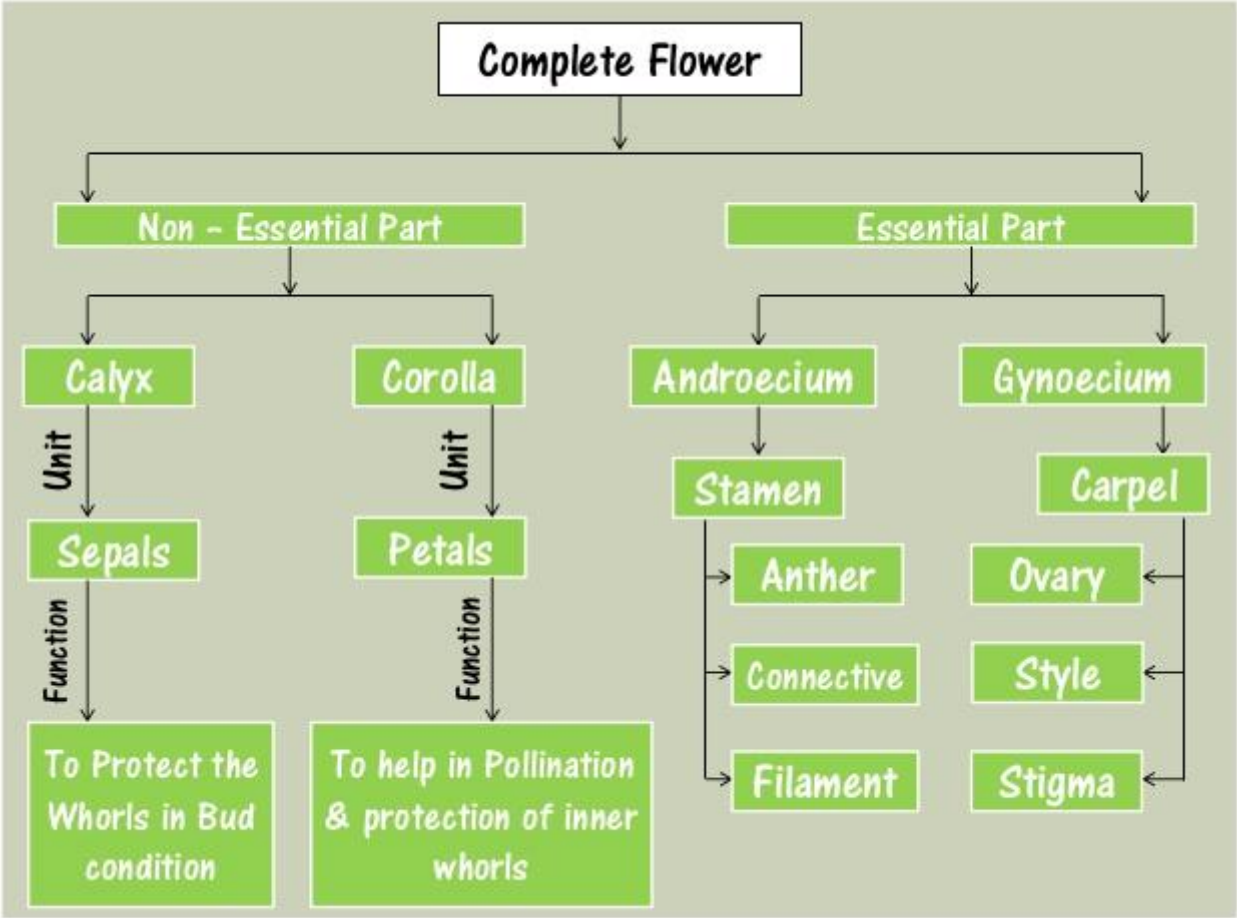 Complete Flower
Non - Essential Part
Essential Part
Calyx
Corolla
Androecium
Gynoecium
Unit
Unit
Stamen
Carpel
Sepals
Petals
Anther
Ovary
Function
Function
Connective
Style
To Protect the
Whorls in Bud
condition
To help in Pollination
& protection of inner
whorls
Filament
Stigma